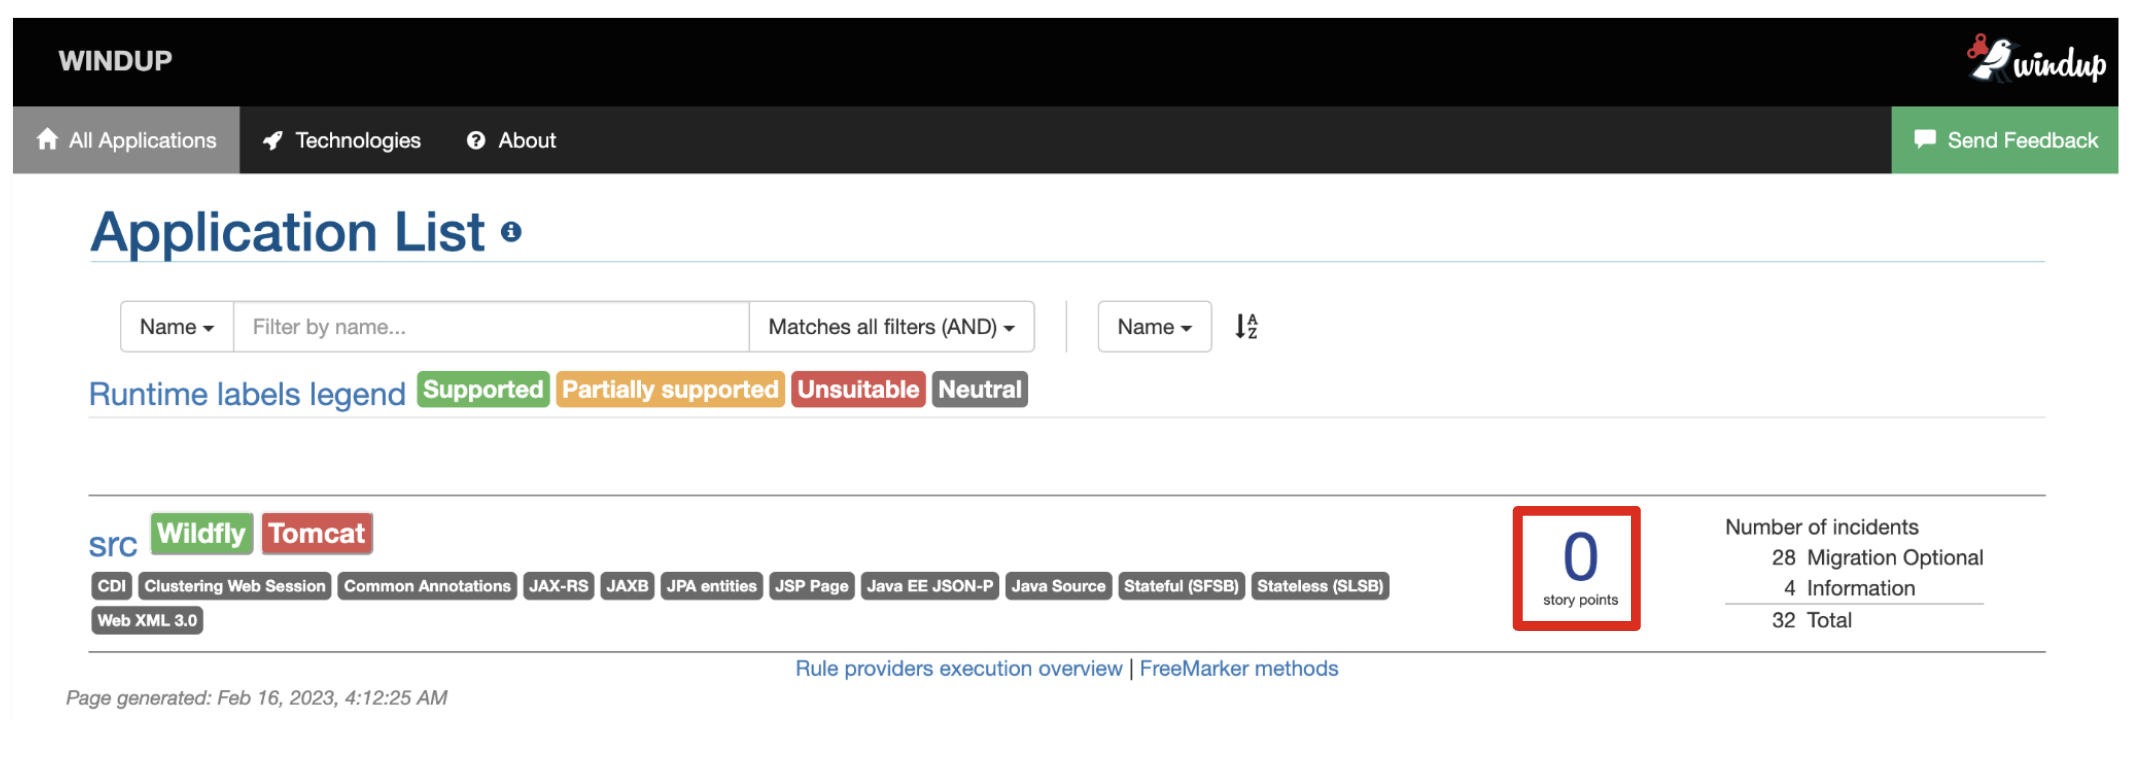 WINDUP
windup
All Applications Technologies About Send Feedback
Application List
Name Filter by name... Matches all filters (AND) Name A Z
Runtime labels legend Supported Partially supported Unsuitable Neutral
src Wildfly Tomcat
CDI Clustering Web Session Common Annotations JAX-RS JAXB JPA entities JSP Page Java EE JSON-P Java Source Stateful (SFSB) Stateless (SLSB)
Web XML 3.0
0
story points
Number of incidents
28 Migration Optional
4 Information
32 Total
Rule providers execution overview | FreeMarker methods
Page generated: Feb 16, 2023, 4:12:25 AM